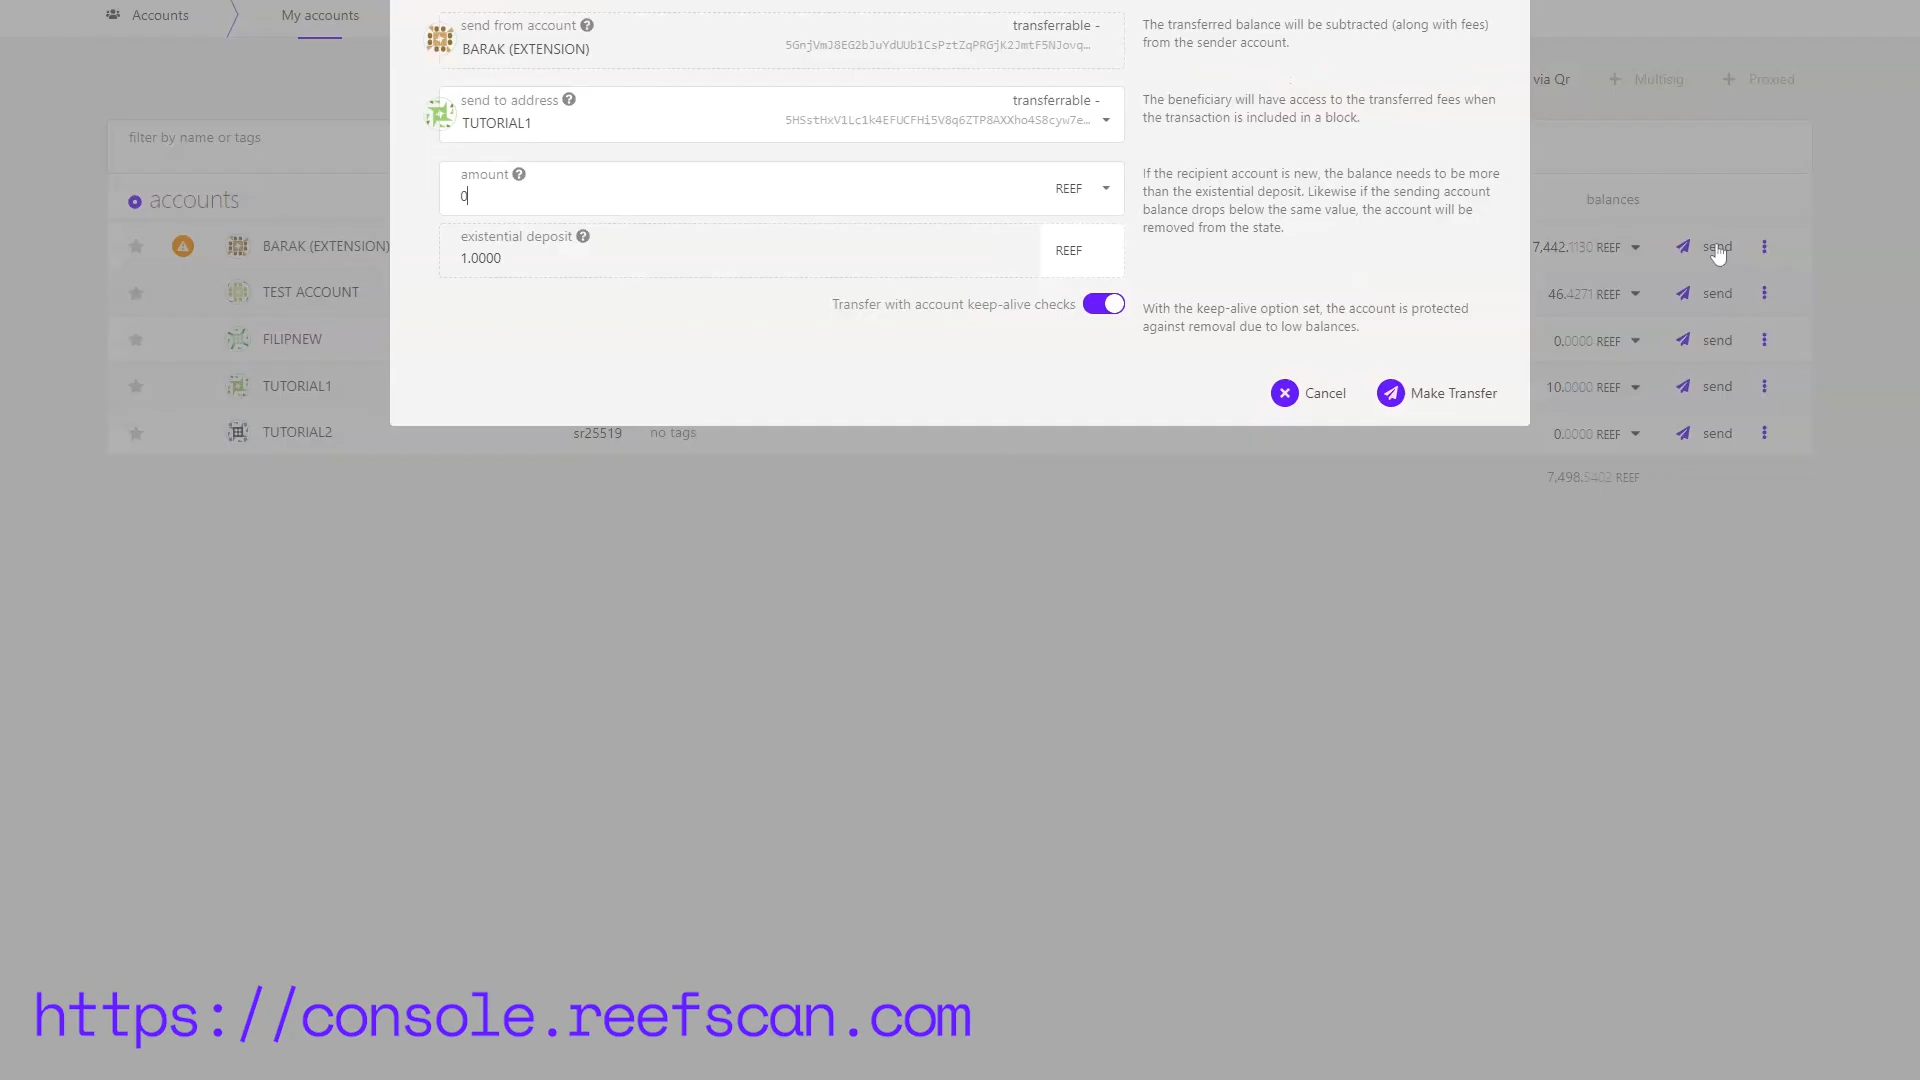 Accounts
My accounts
send from account
transferrable -
BARAK (EXTENSION)
5GnjVmJ8EG2bJuYdUUb1CsPztZqPRGjK2JmtF5NJovq…
The transferred balance will be subtracted (along with fees)
from the sender account.
via Qr
Multisig
Proxied
send to address
transferrable -
TUTORIAL1
5HSstHxV1Lc1k4EFUCFHi5V8q6ZTP8AXXho4S8cyw7e…
The beneficiary will have access to the transferred fees when
the transaction is included in a block.
filter by name or tags
amount
0
REEF
If the recipient account is new, the balance needs to be more
than the existential deposit. Likewise if the sending account
balance drops below the same value, the account will be
removed from the state.
accounts
balances
existential deposit
1.0000
REEF
BARAK (EXTENSION)
7,442.1130 REEF
send
TEST ACCOUNT
46.4271 REEF
send
Transfer with account keep-alive checks
With the keep-alive option set, the account is protected
against removal due to low balances.
FILIPNEW
0.0000 REEF
send
TUTORIAL1
10.0000 REEF
send
Cancel
Make Transfer
TUTORIAL2
sr25519
no tags
0.0000 REEF
send
7,498.5402 REEF
https://console.reefscan.com